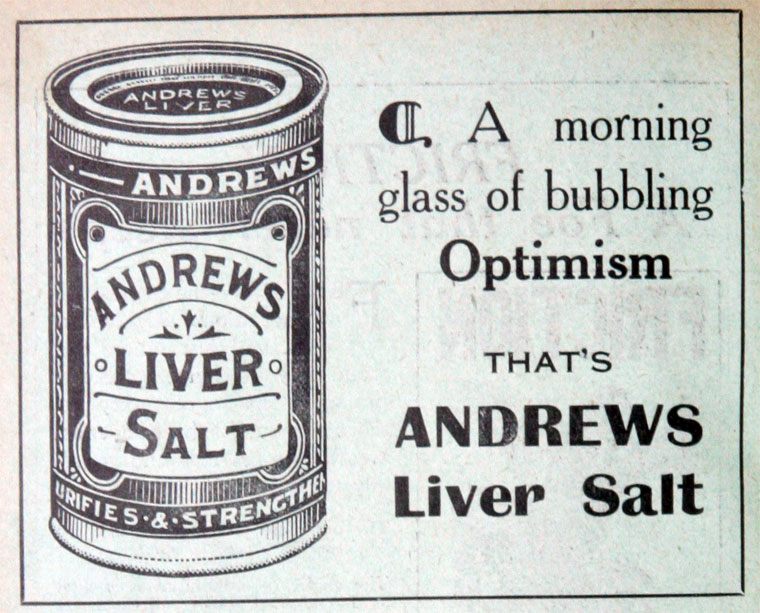 ANDREWS
LIVER
ANDREWS
ANDREWS
LIVER
SALT
URIFIES · & · STRENGTHEN
A morning
glass of bubbling
Optimism
THAT'S
ANDREWS
Liver Salt